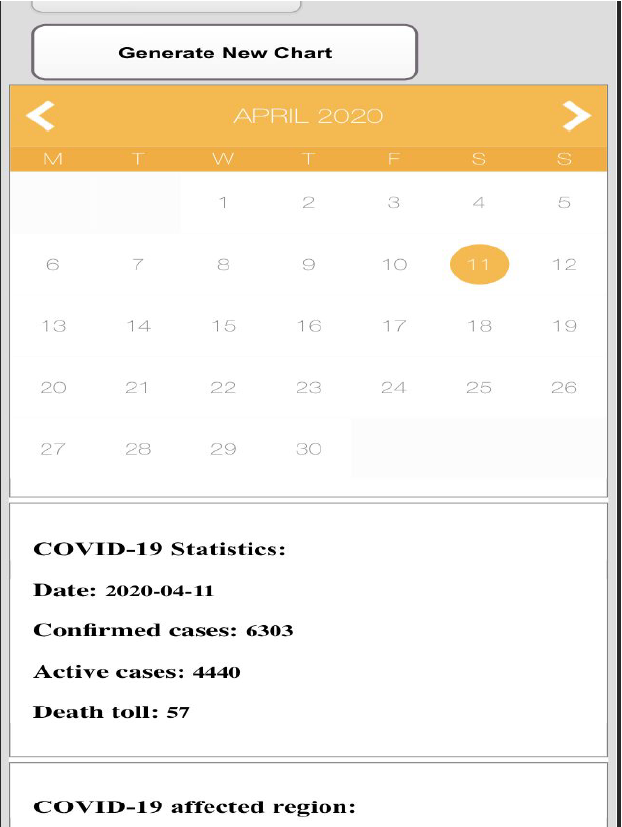 Generate New Chart
APRIL 2020
M T W T F S S
1 2 3 4 5
6 7 8 9 10 11 12
13 14 15 16 17 18 19
20 21 22 23 24 25 26
27 28 29 30
COVID-19 Statistics:
Date: 2020-04-11
Confirmed cases: 6303
Active cases: 4440
Death toll: 57
COVID-19 affected region: